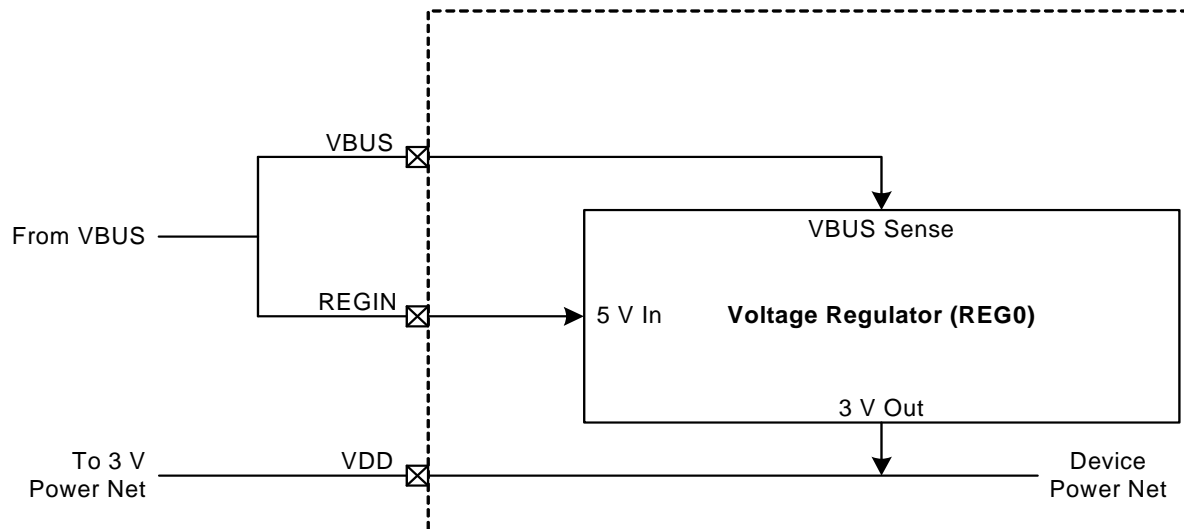 VBUS
From VBUS
VBUS Sense
REGIN
5 V In
Voltage Regulator (REG0)
3 V Out
To 3 V
Power Net
VDD
Device
Power Net